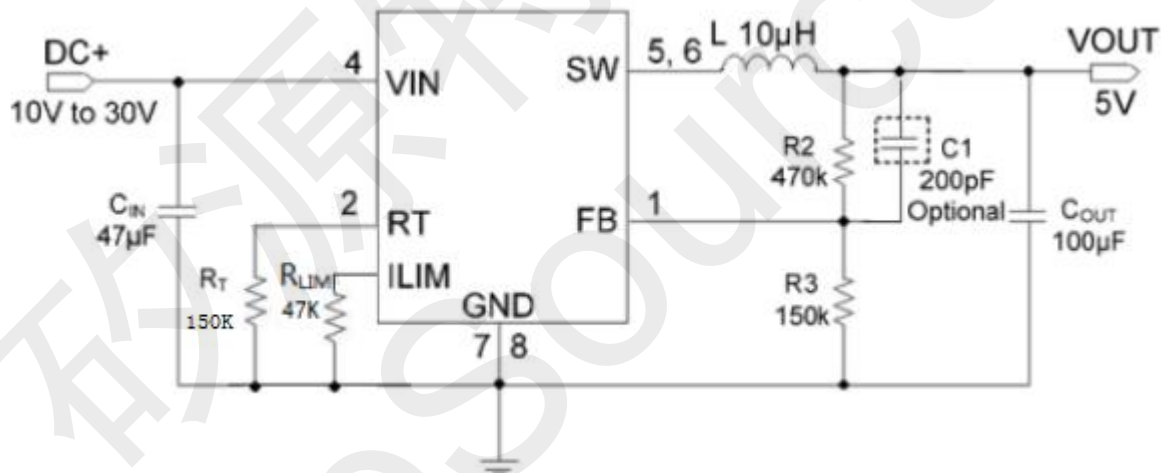 DC+
10V to 30V
4
VIN
SW
5, 6
L 10μH
VOUT
5V
R2
470k
C1
200pF
Optional
CIN
47μF
2
RT
FB
1
COUT
100μF
RT
150K
RLIM
47K
ILIM
GND
7
8
R3
150k